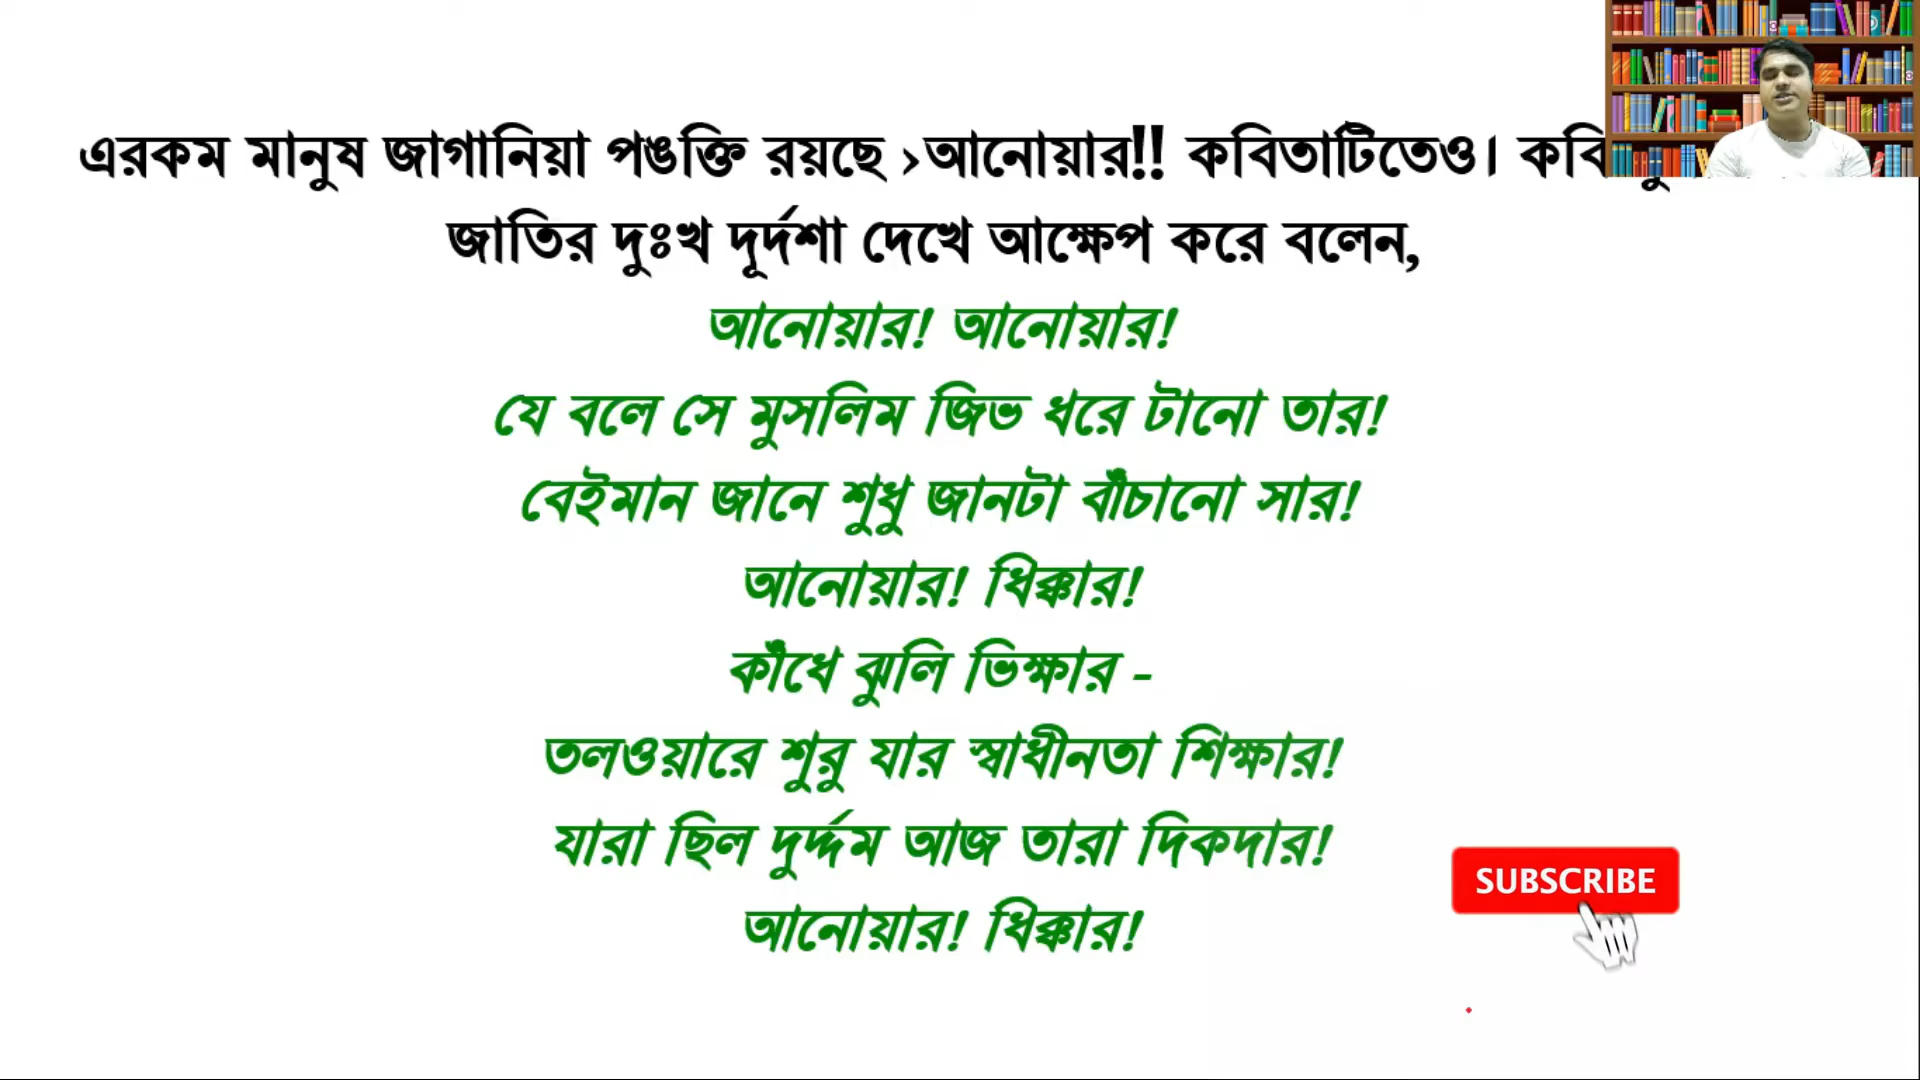 এরকম মানুষ জাগানিয়া পঙক্তি রয়ছে ›আনোয়ার!! কবিতাটিতেও। কবি
জাতির দুঃখ দূর্দশা দেখে আক্ষেপ করে বলেন,
আনোয়ার! আনোয়ার!
যে বলে সে মুসলিম জিভ ধরে টানো তার!
বেইমান জানে শুধু জানটা বাঁচানো সার!
আনোয়ার! ধিক্কার!
কাঁধে ঝুলি ভিক্ষার -
তলওয়ারে শুরু যার স্বাধীনতা শিক্ষার!
যারা ছিল দুর্দ্দম আজ তারা দিকদার!
আনোয়ার! ধিক্কার!
SUBSCRIBE